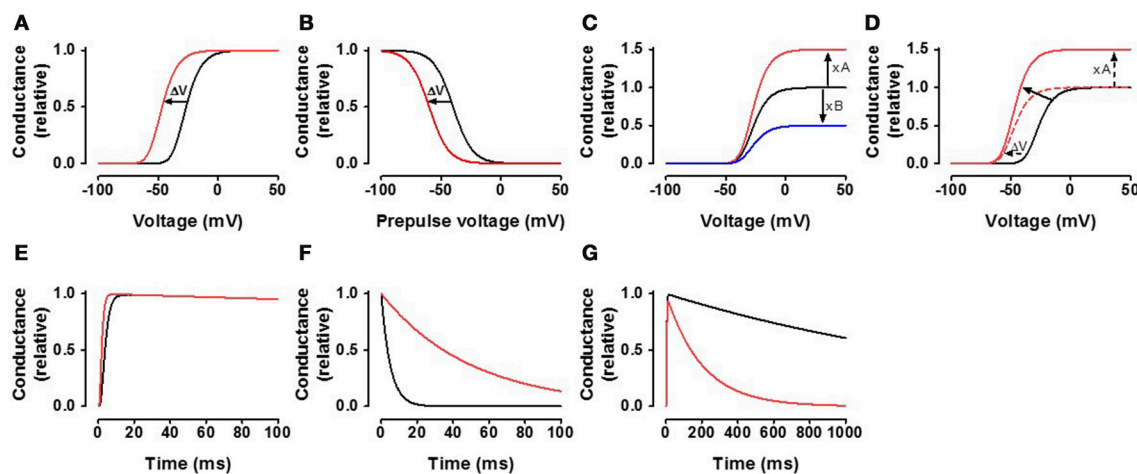 A
Conductance
(relative)
1.0
0.5
0.0
ΔV
-100 -50 0 50
Voltage (mV)
B
Conductance
(relative)
1.0
0.5
0.0
ΔV
-100 -50 0 50
Prepulse voltage (mV)
C
Conductance
(relative)
1.5
1.0
0.5
0.0
xA
xB
-100 -50 0 50
Voltage (mV)
D
Conductance
(relative)
1.5
1.0
0.5
0.0
xA
ΔV
-100 -50 0 50
Voltage (mV)
E
Conductance
(relative)
1.0
0.5
0.0
0 20 40 60 80 100
Time (ms)
F
Conductance
(relative)
1.0
0.5
0.0
0 20 40 60 80 100
Time (ms)
G
Conductance
(relative)
1.0
0.5
0.0
0 200 400 600 800 1000
Time (ms)